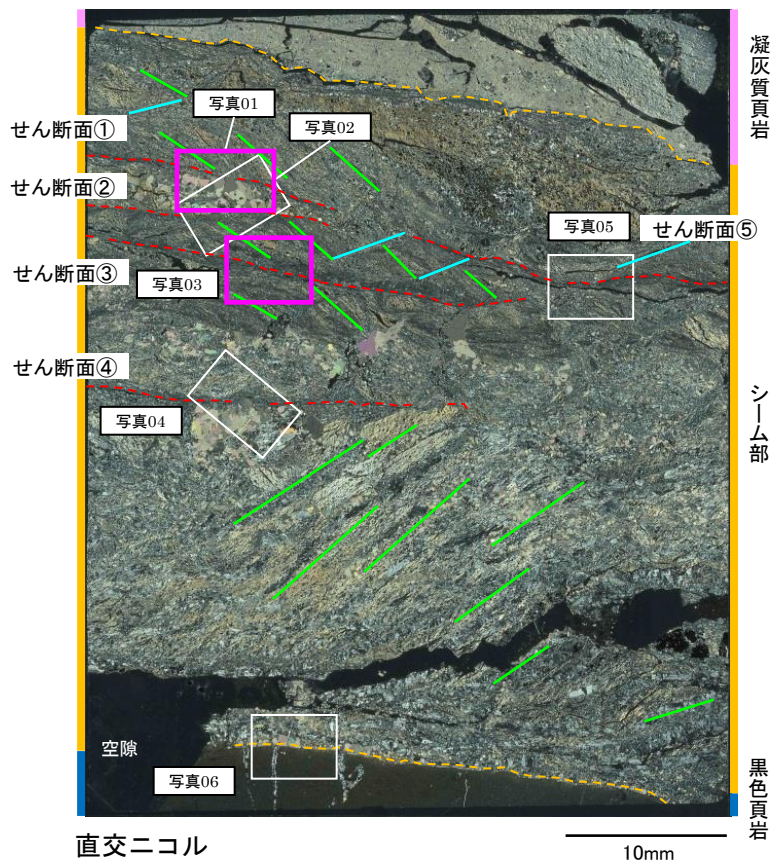 凝灰質頁岩
写真01
せん断面①
写真02
せん断面②
写真05
せん断面⑤
せん断面③
写真03
せん断面④
シーム部
写真04
空隙
写真06
黒色頁岩
直交ニコル
10mm